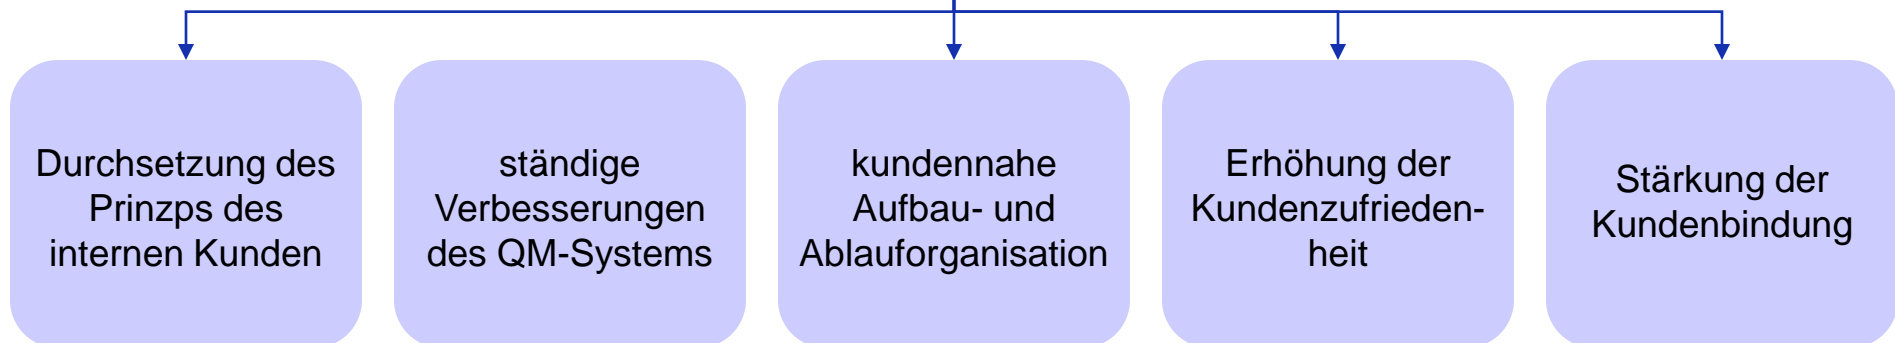 Durchsetzung des
Prinzps des
internen Kunden
ständige
Verbesserungen
des QM-Systems
kundennahe
Aufbau- und
Ablauforganisation
Erhöhung der
Kundenzufrieden-
heit
Stärkung der
Kundenbindung